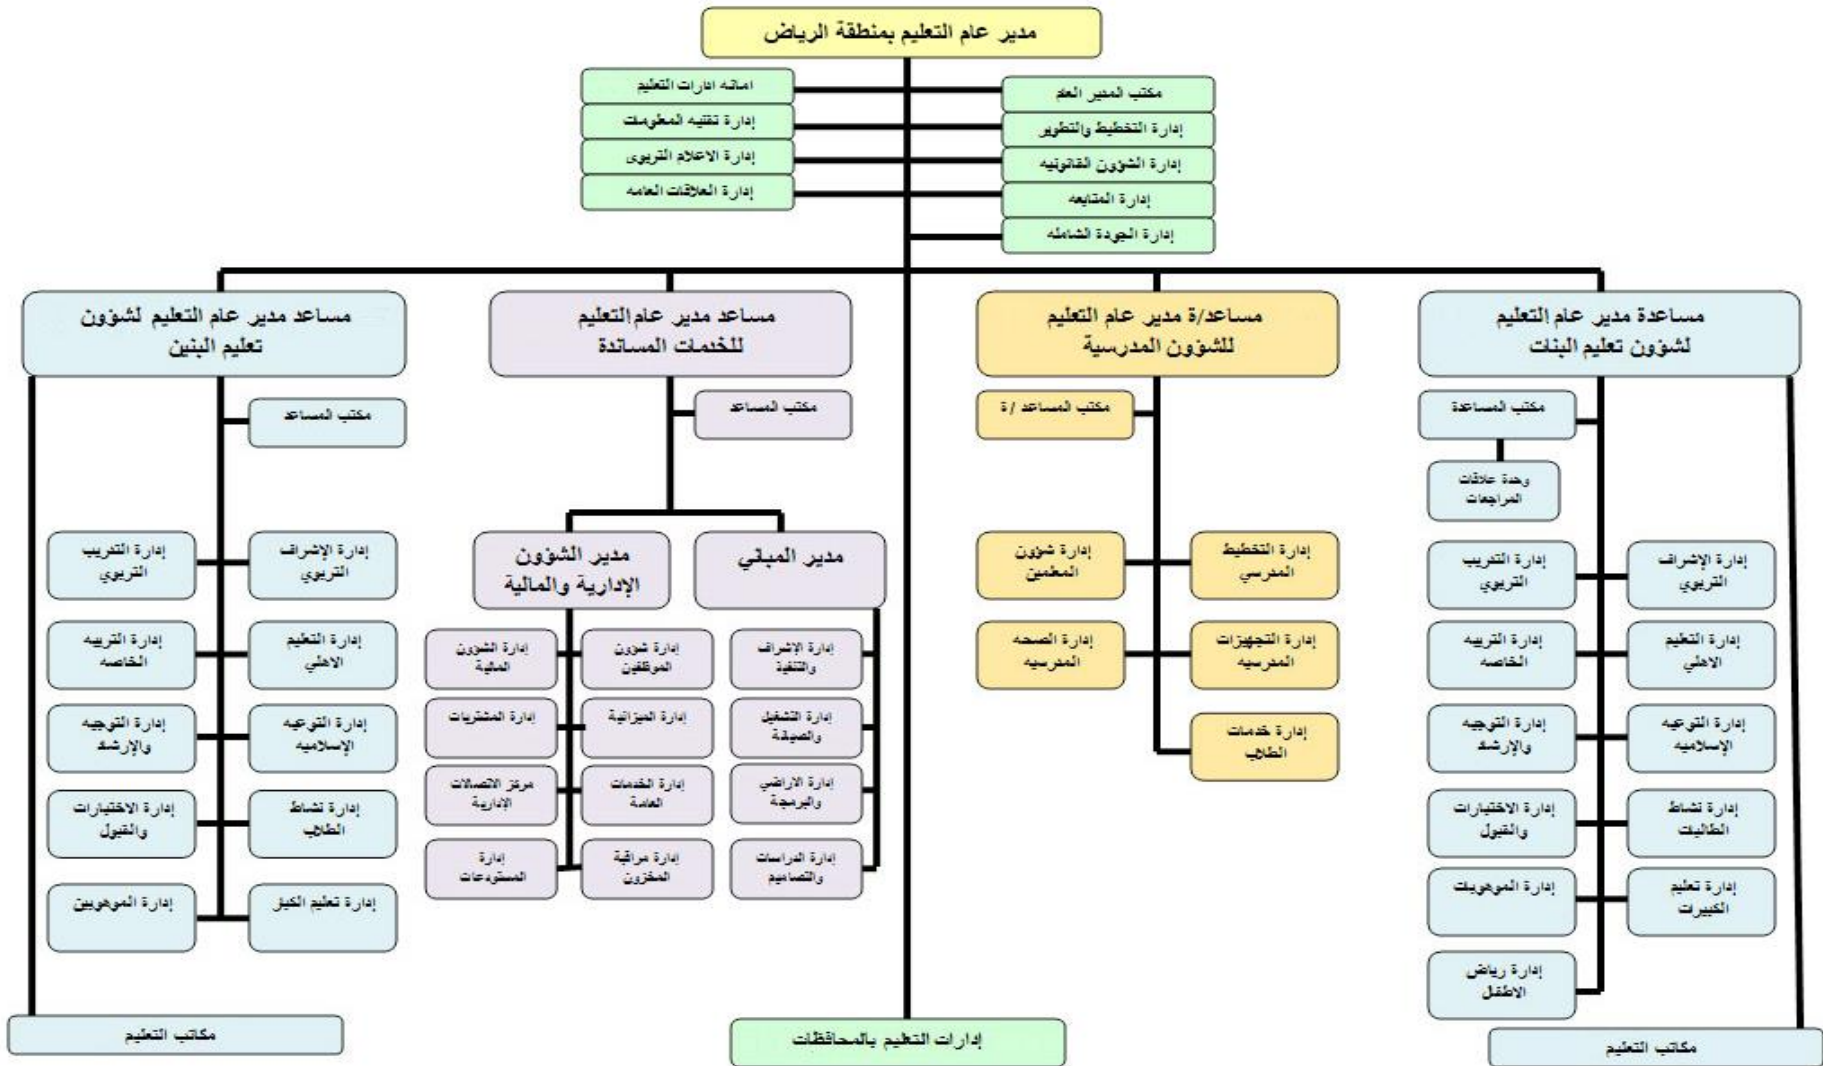 مدير عام التعليم بمنطقة الرياض
مكتب المدير العام
امانه ادارات التعليم
إدارة التخطيط والتطوير
إدارة تقنيه المعلومات
إدارة الشؤون القانونيه
إدارة الاعلام التربوى
إدارة المتابعه
إدارة العلاقات العامه
إدارة الجودة الشامله
مساعدة مدير عام التعليم
لشؤون تعليم البنات
مكتب المساعدة
وحدة علاقات
المراجعات
إدارة الإشراف
التربوي
إدارة التدريب
التربوي
إدارة التعليم
الاهلي
إدارة التربيه
الخاصه
إدارة التوعيه
الإسلاميه
إدارة التوجيه
والإرشاد
إدارة نشاط
الطالبات
إدارة الاختبارات
والقبول
إدارة تعليم
الكبيرات
إدارة الموهوبات
إدارة رياض
الاطفال
مكاتب التعليم
مساعد/ة مدير عام التعليم
للشؤون المدرسية
مكتب المساعد /ة
إدارة التخطيط
المدرسي
إدارة شؤون
المعلمين
إدارة التجهيزات
المدرسيه
إدارة الصحه
المدرسيه
إدارة خدمات
الطلاب
إدارات التعليم بالمحافظات
مساعد مدير عام التعليم
للخدمات المساندة
مكتب المساعد
مدير المباني
إدارة الإشراف
والتنفيذ
إدارة التشغيل
والصيانة
إدارة الاراضي
والبرمجة
إدارة الدراسات
والتصاميم
مدير الشؤون
الإدارية والمالية
إدارة شؤون
الموظفين
إدارة الشؤون
المالية
إدارة الميزانية
إدارة المشتريات
إدارة الخدمات
العامة
مركز الاتصالات
الإدارية
إدارة مراقبة
المخزون
إدارة
المستودعات
مساعد مدير عام التعليم لشؤون
تعليم البنين
مكتب المساعد
إدارة الإشراف
التربوي
إدارة التدريب
التربوي
إدارة التعليم
الاهلي
إدارة التربيه
الخاصه
إدارة التوعيه
الإسلاميه
إدارة التوجيه
والإرشاد
إدارة نشاط
الطلاب
إدارة الاختبارات
والقبول
إدارة تعليم الكبار
إدارة الموهوبين
مكاتب التعليم